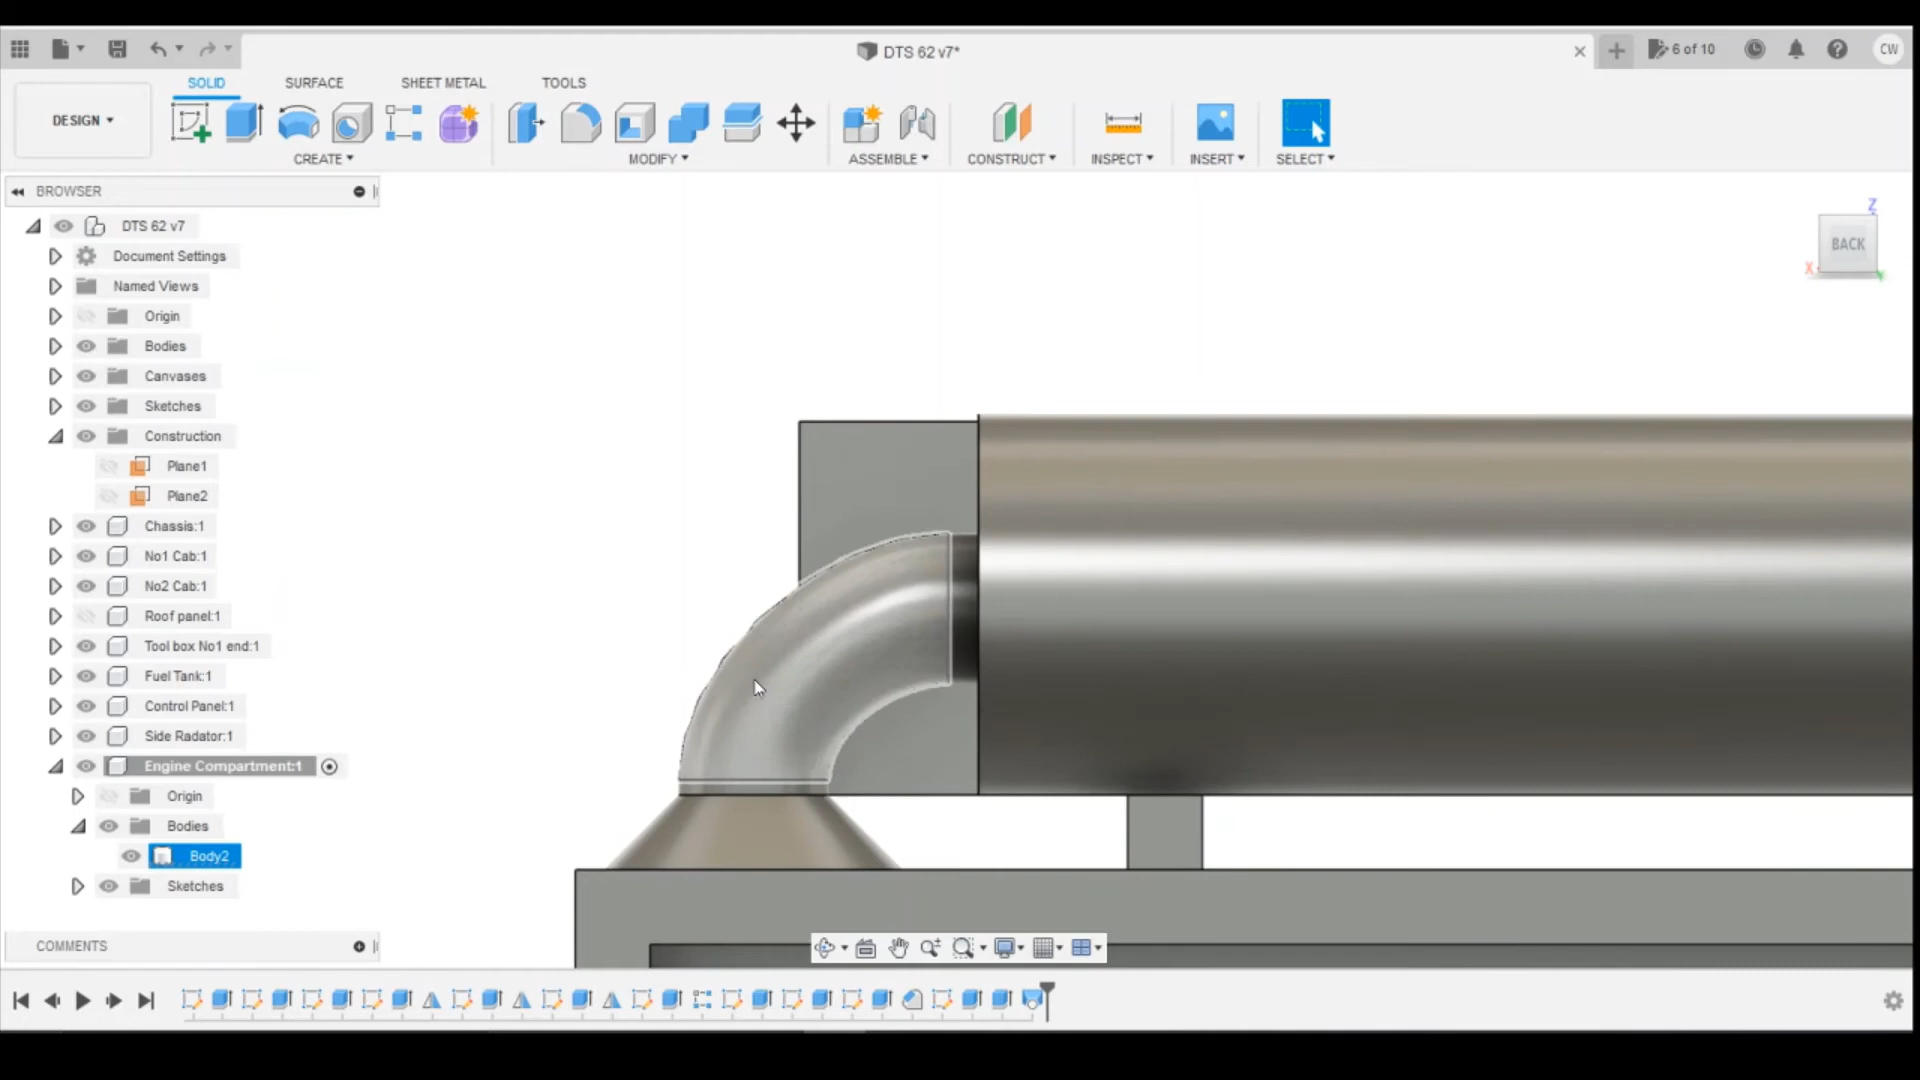 DTS 62 v7*
6 of 10
CW
DESIGN
SOLID
SURFACE
SHEET METAL
TOOLS
CREATE
MODIFY
ASSEMBLE
CONSTRUCT
INSPECT
INSERT
SELECT
BROWSER
DTS 62 v7
Document Settings
Named Views
Origin
Bodies
Canvases
Sketches
Construction
Plane1
Plane2
Chassis:1
No1 Cab:1
No2 Cab:1
Roof panel:1
Tool box No1 end:1
Fuel Tank:1
Control Panel:1
Side Radator:1
Engine Compartment:1
Origin
Bodies
Body2
Sketches
COMMENTS
Z
BACK
X